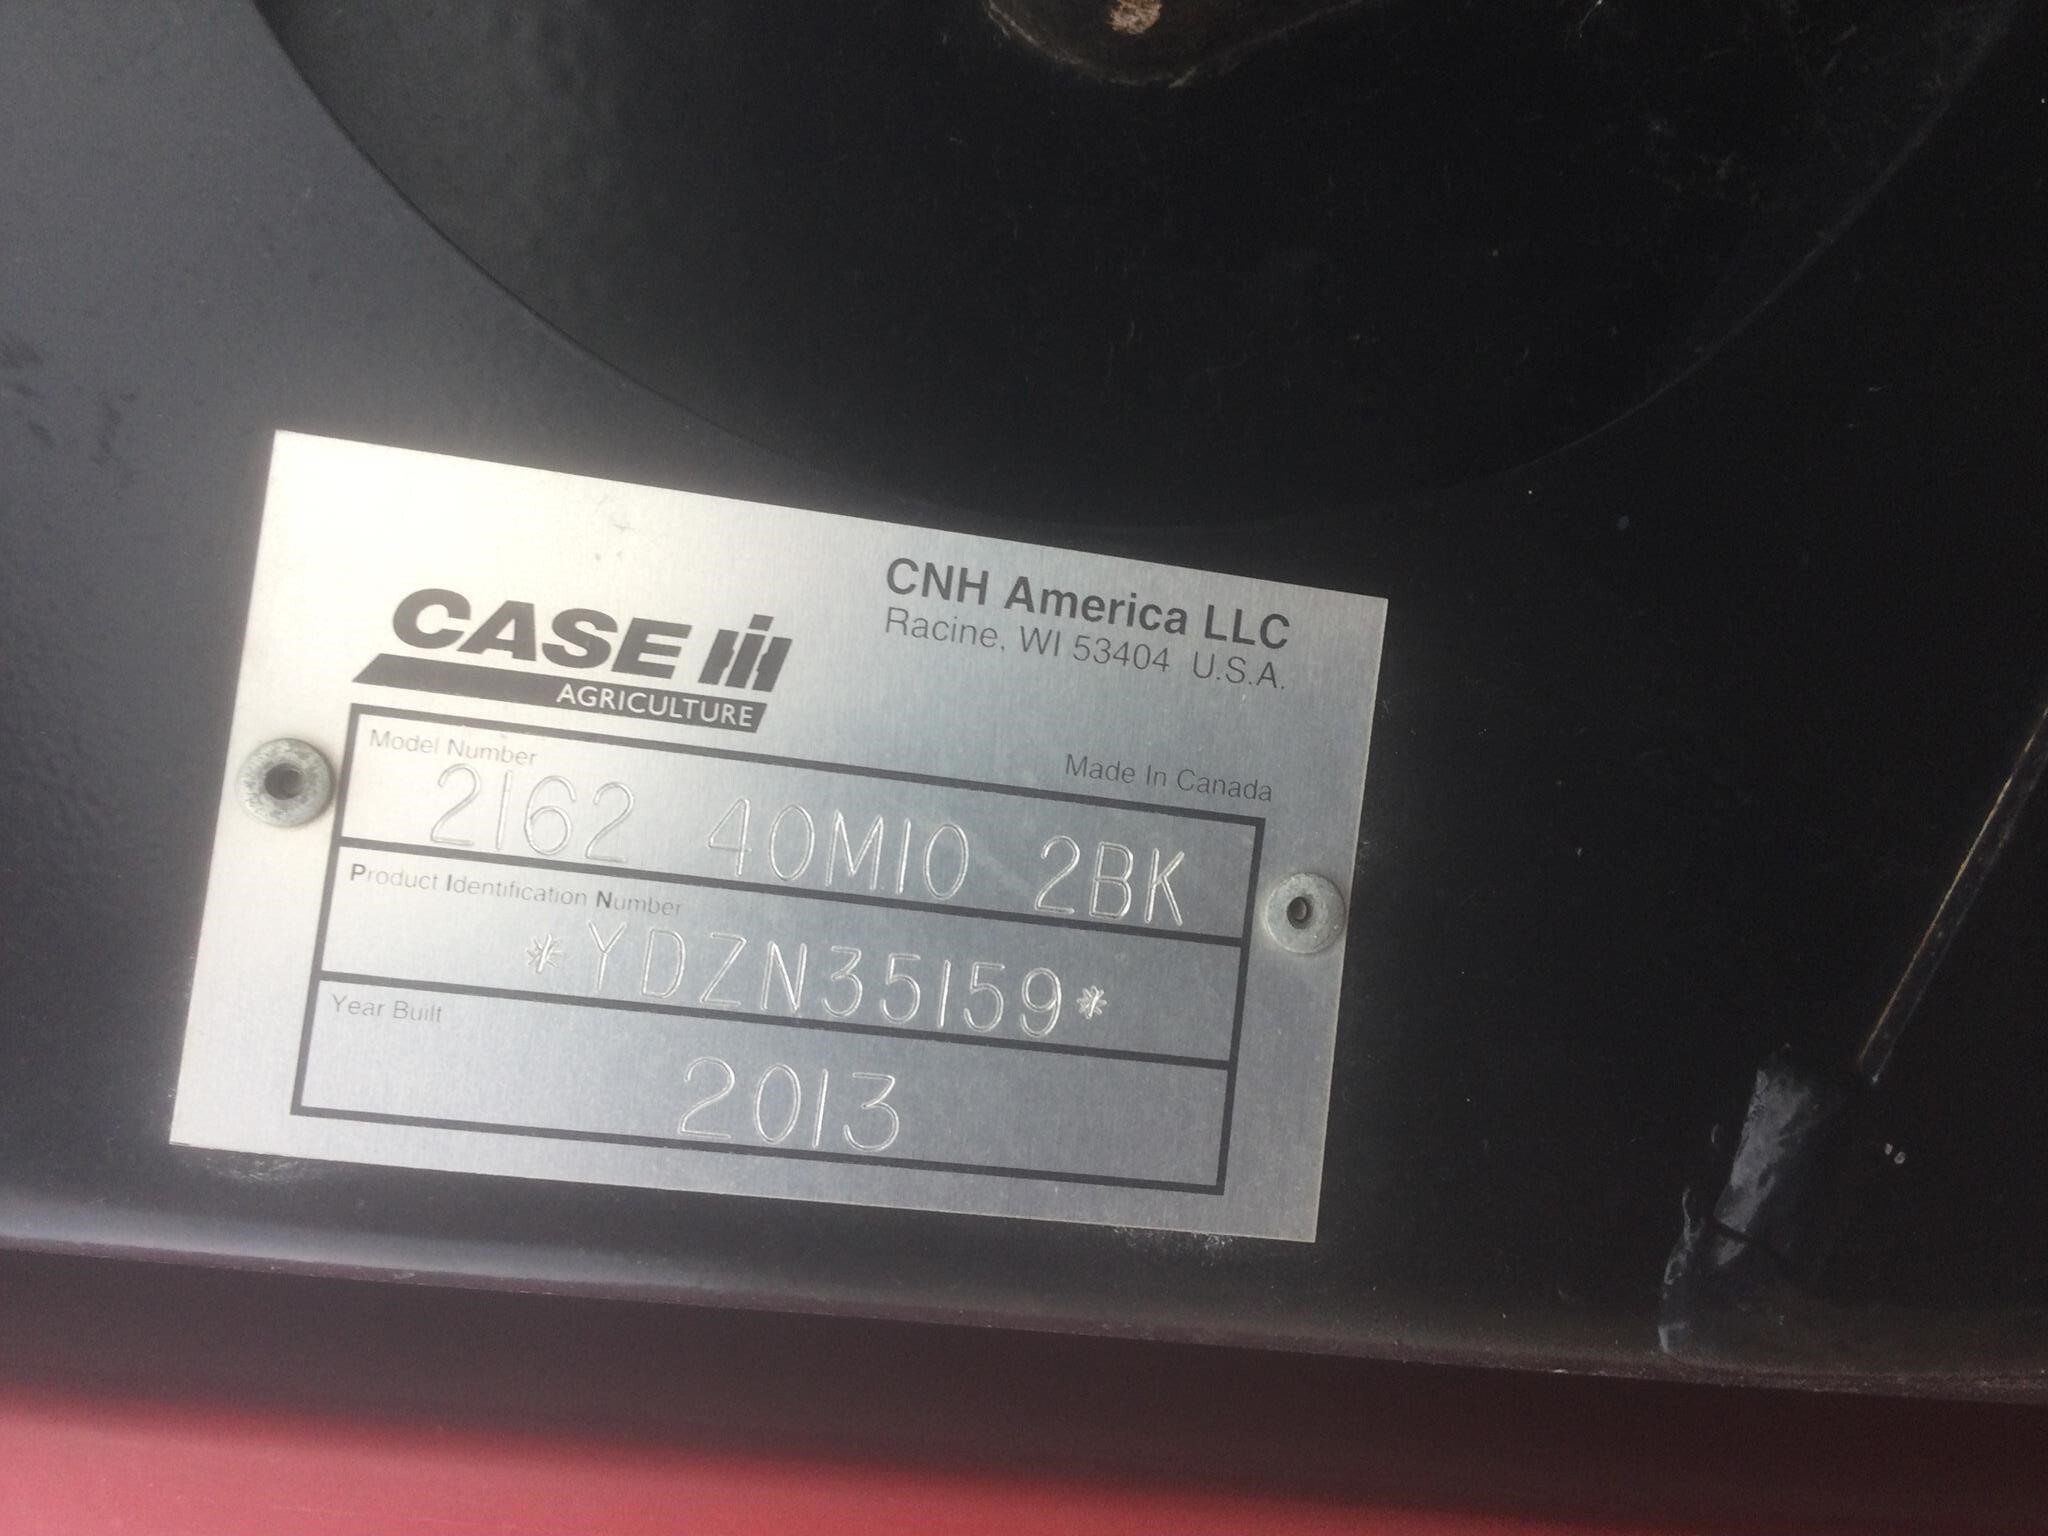 CASE IH
AGRICULTURE
CNH America LLC
Racine, WI 53404 U.S.A.
Made In Canada
Model Number
2162 40M10 2BK
Product Identification Number
*YDZN35159*
Year Built
2013